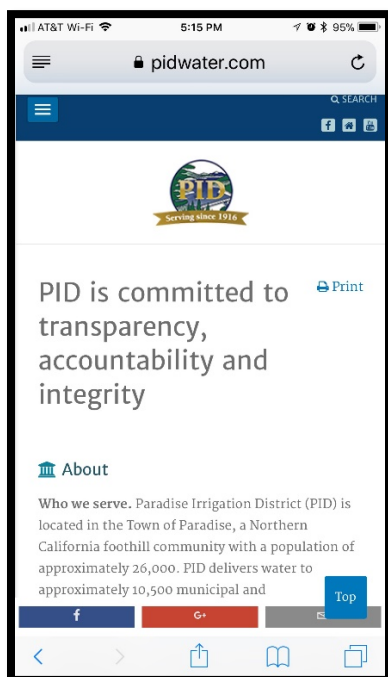 AT&T Wi-Fi 5:15 PM 95%
pidwater.com
SEARCH
f
PID
Serving since 1916
PID is committed to
transparency,
accountability and
integrity
Print
About
Who we serve. Paradise Irrigation District (PID) is
located in the Town of Paradise, a Northern
California foothill community with a population of
approximately 26,000. PID delivers water to
approximately 10,500 municipal and
Top
f G+